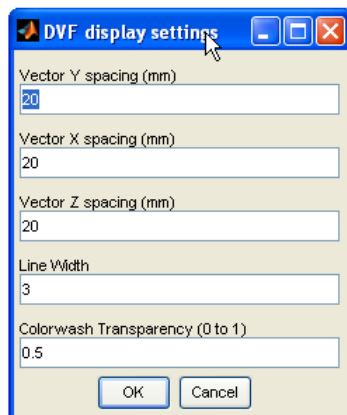 DVF display settings
Vector Y spacing (mm)
20
Vector X spacing (mm)
20
Vector Z spacing (mm)
20
Line Width
3
Colorwash Transparency (0 to 1)
0.5
OK Cancel